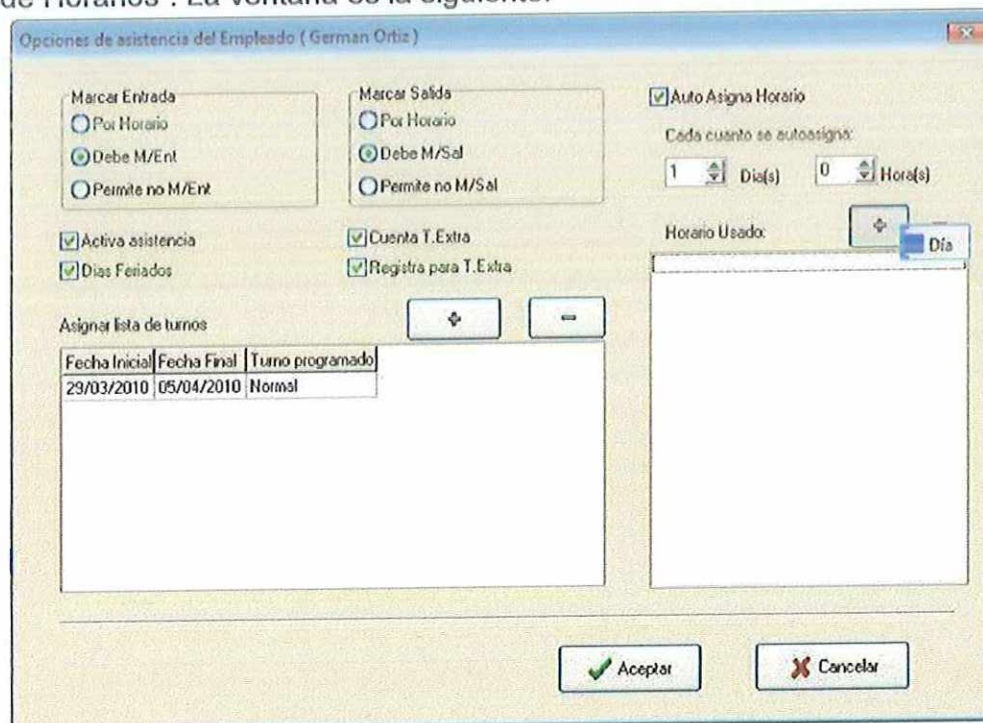 de Horarios". La ventana es la siguiente:
Opciones de asistencia del Empleado ( German Ortiz )
Marcar Entrada
Por Horario
Debe M/Ent
Permite no M/Ent
Marcar Salida
Por Horario
Debe M/Sal
Permite no M/Sal
Auto Asigna Horario
Cada cuanto se autoasigna:
1 Dia(s) 0 Hora(s)
Activa asistencia
Dias Feriados
Cuenta T.Extra
Registra para T.Extra
Horario Usado:
Día
Asignar lista de turnos
Fecha Inicial Fecha Final Turno programado
29/03/2010 05/04/2010 Normal
Aceptar
Cancelar